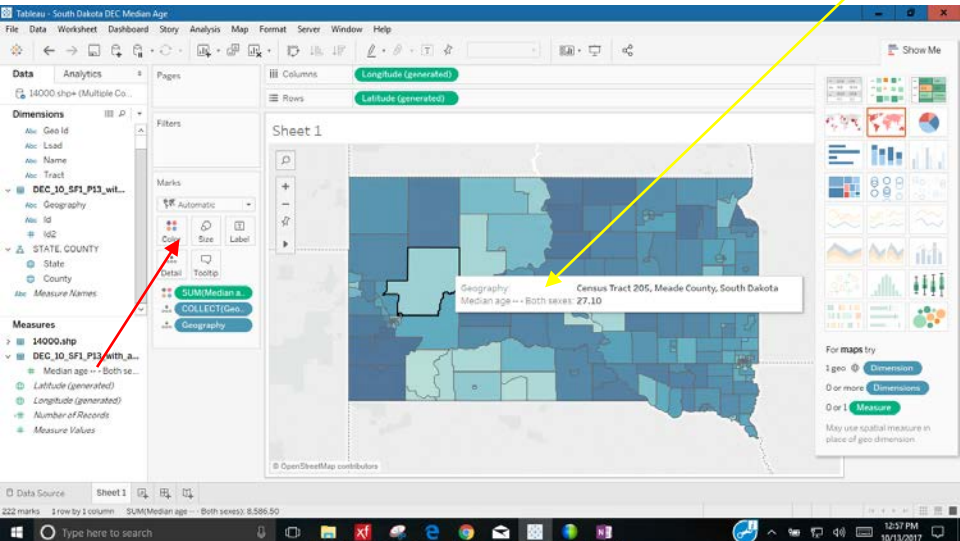 Tableau - South Dakota DEC Median Age
File Data Worksheet Dashboard Story Analysis Map Format Server Window Help
Show Me
Data Analytics
14000.shp+ (Multiple Co...
Dimensions
Abc Geo Id
Abc Lsad
Abc Name
Abc Tract
DEC_10_SF1_P13_wit...
Abc Geography
Abc Id
# Id2
STATE, COUNTY
State
County
Abc Measure Names
Measures
14000.shp
DEC_10_SF1_P13_with_a...
# Median age -- - Both se...
Latitude (generated)
Longitude (generated)
Number of Records
# Measure Values
Pages
Filters
Marks
Automatic
Color Size Label
Detail Tooltip
SUM(Median a..
COLLECT(Geo..
Geography
Columns Longitude (generated)
Rows Latitude (generated)
Sheet 1
Geography: Census Tract 205, Meade County, South Dakota
Median age -- - Both sexes: 27.10
© OpenStreetMap contributors
For maps try
1 geo Dimension
0 or more Dimensions
0 or 1 Measure
May use spatial measure in
place of geo dimension
Data Source Sheet 1
222 marks 1 row by 1 column SUM(Median age -- - Both sexes): 8,586.50
Type here to search
12:57 PM
10/13/2017